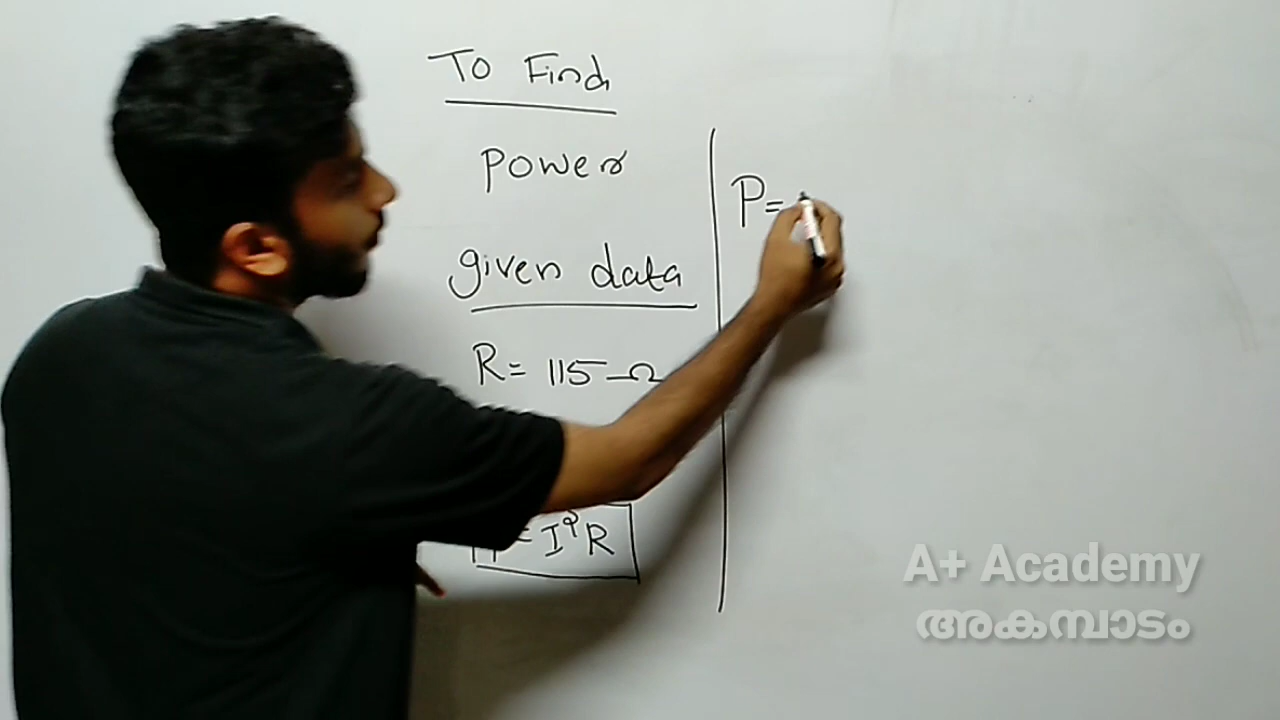 To Find
Power
given data
R = 115 Ω
P = I²R
P =
A+ Academy
അകമ്പാടം